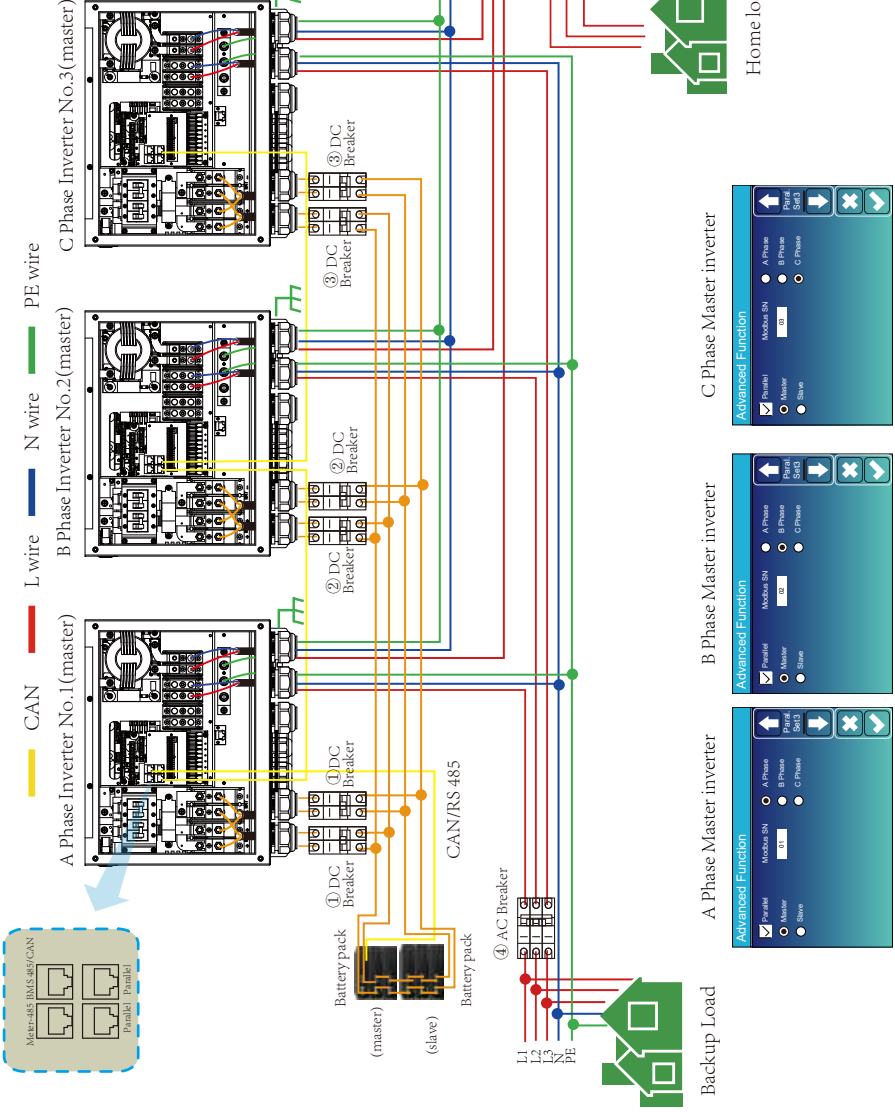 CAN
L wire
N wire
PE wire
A Phase Inverter No.1(master)
B Phase Inverter No.2(master)
C Phase Inverter No.3(master)
Meter-485 BMS 485/CAN
Parallel Parallel
① DC
Breaker
① DC
Breaker
② DC
Breaker
② DC
Breaker
③ DC
Breaker
③ DC
Breaker
Battery pack
(master)
(slave)
Battery pack
CAN/RS 485
④ AC Breaker
L1
L2
L3
N
PE
Backup Load
A Phase Master inverter
Advanced Function
Parallel
Master
Slave
Modbus SN
01
A Phase
B Phase
C Phase
Paral.
Set3
B Phase Master inverter
Advanced Function
Parallel
Master
Slave
Modbus SN
02
A Phase
B Phase
C Phase
Paral.
Set3
C Phase Master inverter
Advanced Function
Parallel
Master
Slave
Modbus SN
03
A Phase
B Phase
C Phase
Paral.
Set3
Home lo